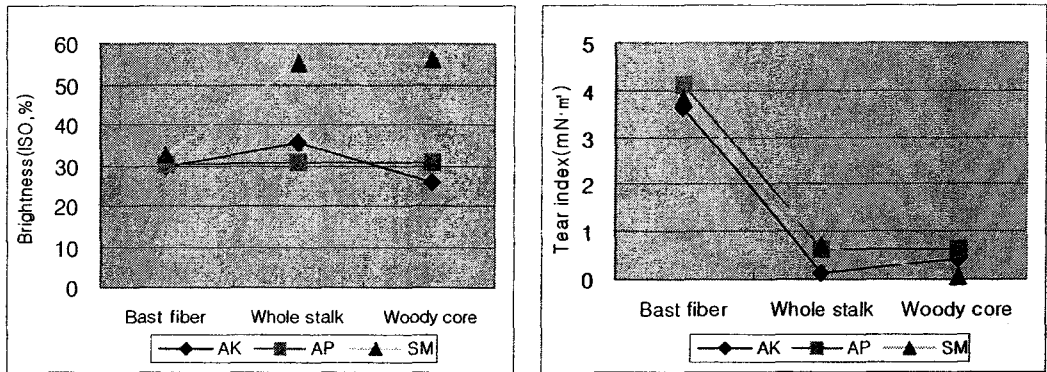 Brightness(ISO,%)
60
50
40
30
20
10
0
Bast fiber Whole stalk Woody core
AK AP SM
Tear index(mN·m²)
5
4
3
2
1
0
Bast fiber Whole stalk Woody core
AK AP SM